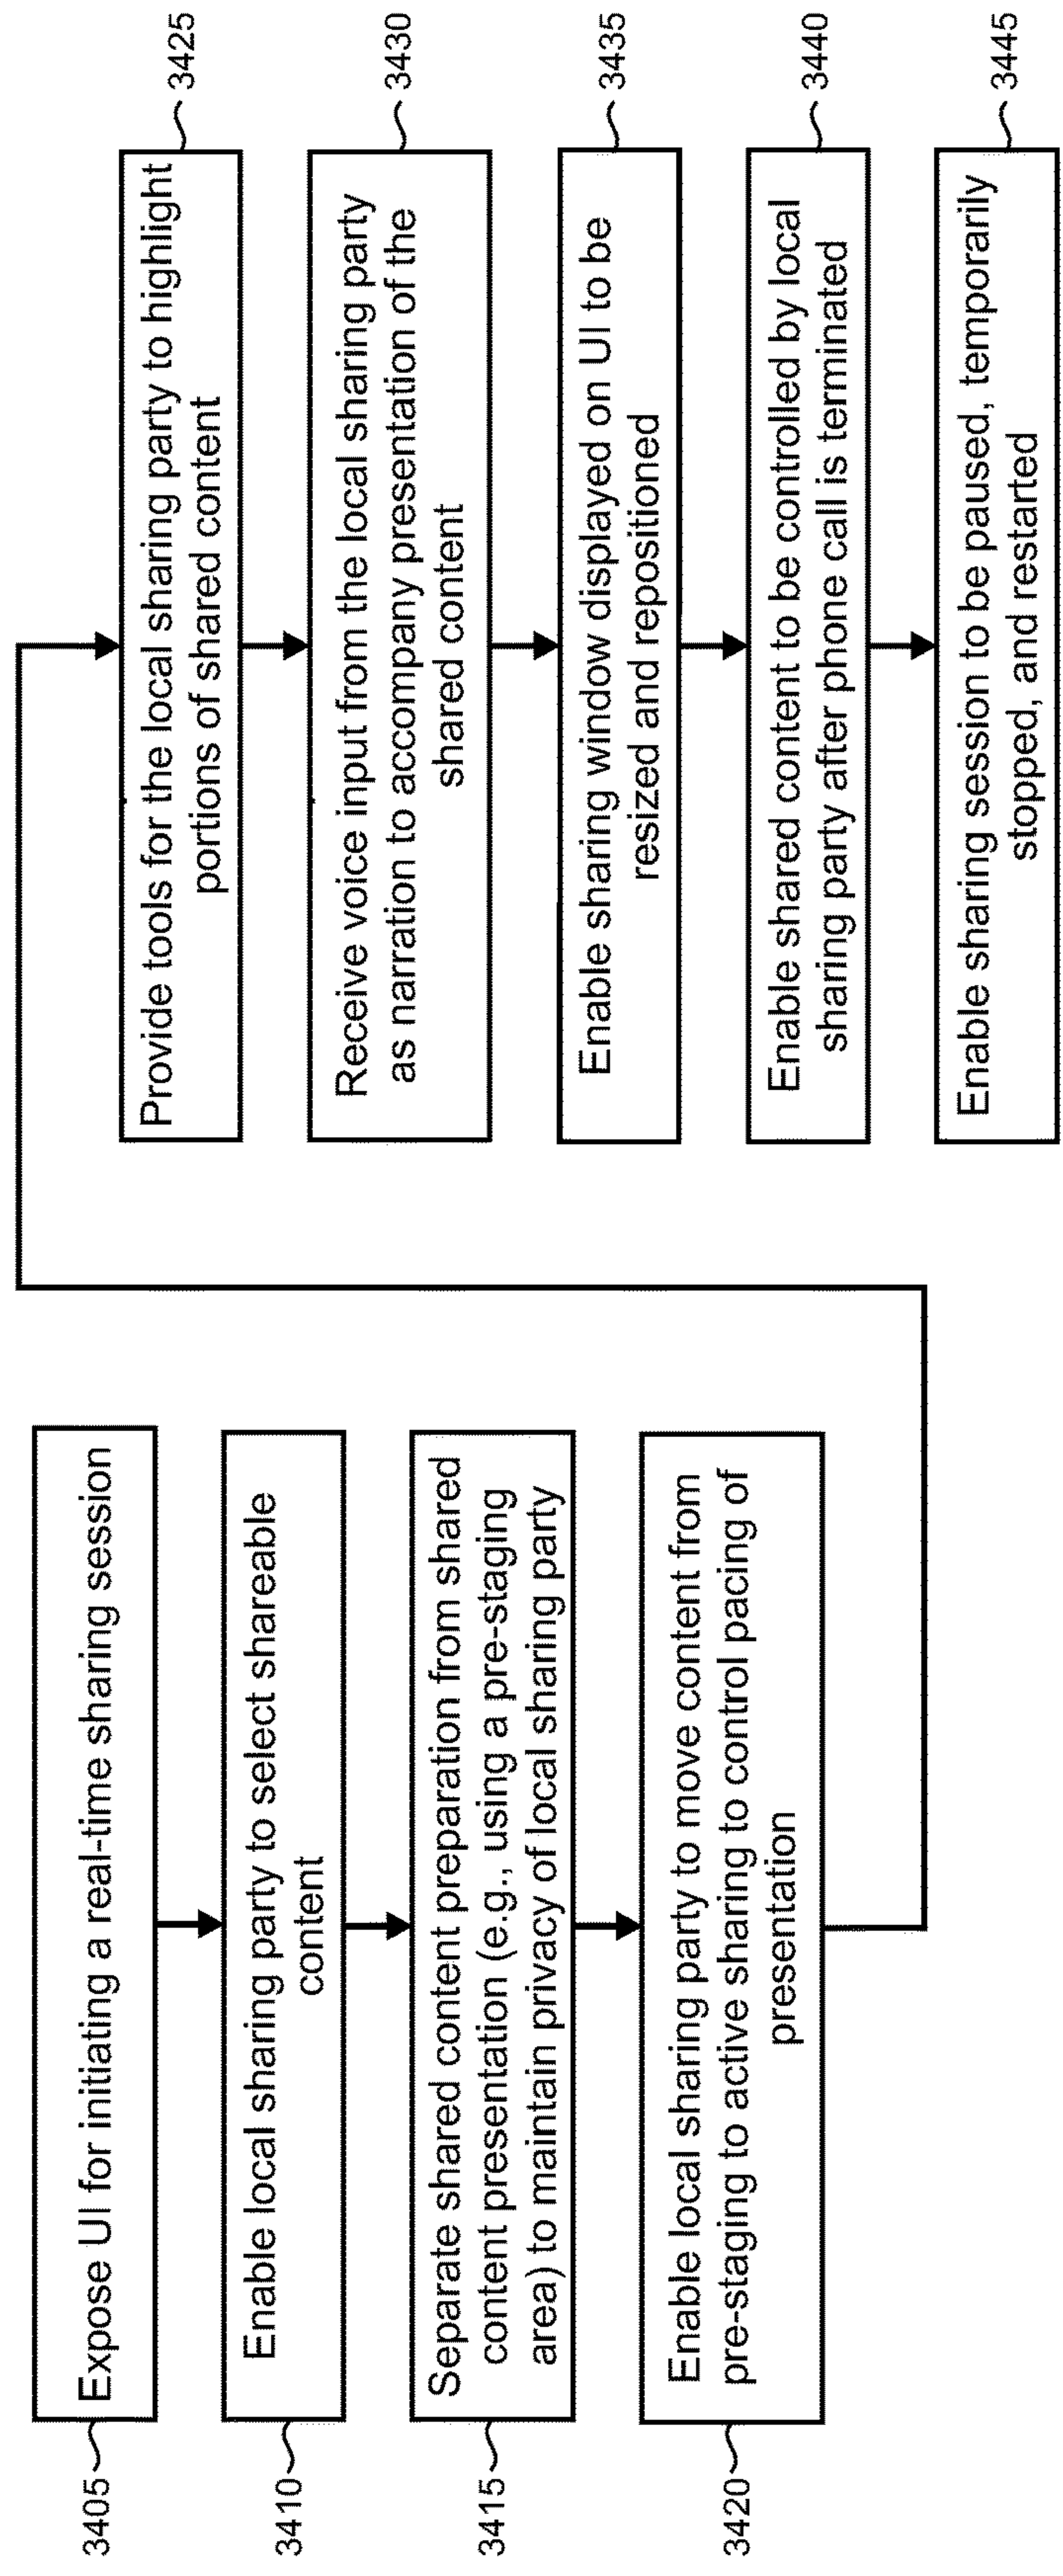 3405
Expose UI for initiating a real-time sharing session
3410
Enable local sharing party to select shareable
content
3415
Separate shared content preparation from shared
content presentation (e.g., using a pre-staging
area) to maintain privacy of local sharing party
3420
Enable local sharing party to move content from
pre-staging to active sharing to control pacing of
presentation
Provide tools for the local sharing party to highlight
portions of shared content
3425
Receive voice input from the local sharing party
as narration to accompany presentation of the
shared content
3430
Enable sharing window displayed on UI to be
resized and repositioned
3435
Enable shared content to be controlled by local
sharing party after phone call is terminated
3440
Enable sharing session to be paused, temporarily
stopped, and restarted
3445